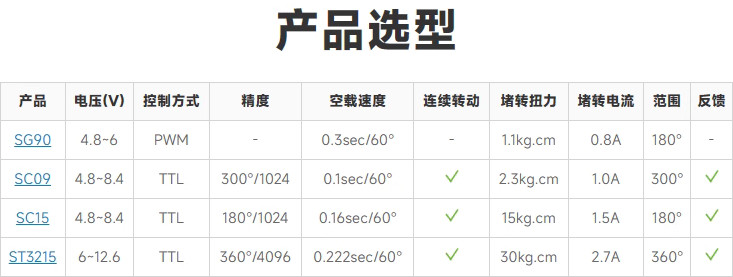 产品选型
产品 电压(V) 控制方式 精度 空载速度 连续转动 堵转扭力 堵转电流 范围 反馈
SG90 4.8~6 PWM - 0.3sec/60° - 1.1kg.cm 0.8A 180° -
SC09 4.8~8.4 TTL 300°/1024 0.1sec/60° ✓ 2.3kg.cm 1.0A 300° ✓
SC15 4.8~8.4 TTL 180°/1024 0.16sec/60° ✓ 15kg.cm 1.5A 180° ✓
ST3215 6~12.6 TTL 360°/4096 0.222sec/60° ✓ 30kg.cm 2.7A 360° ✓